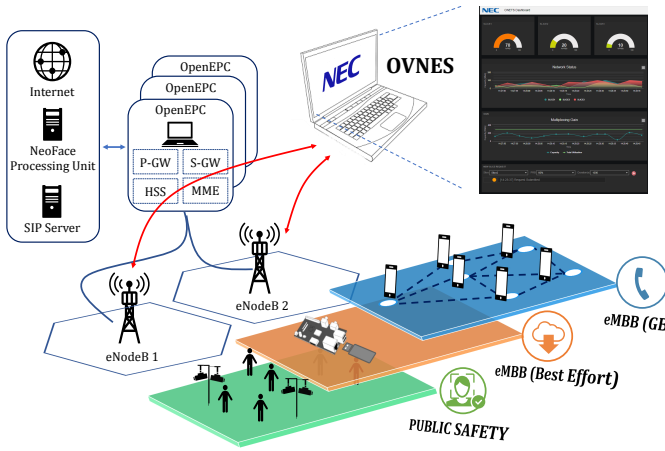 Internet
NeoFace
Processing Unit
SIP Server
OpenEPC
OpenEPC
OpenEPC
P-GW
S-GW
HSS
MME
NEC
OVNES
NEC
Network Status
Multiplexing Gain
eNodeB 1
eNodeB 2
eMBB (GB
eMBB (Best Effort)
PUBLIC SAFETY